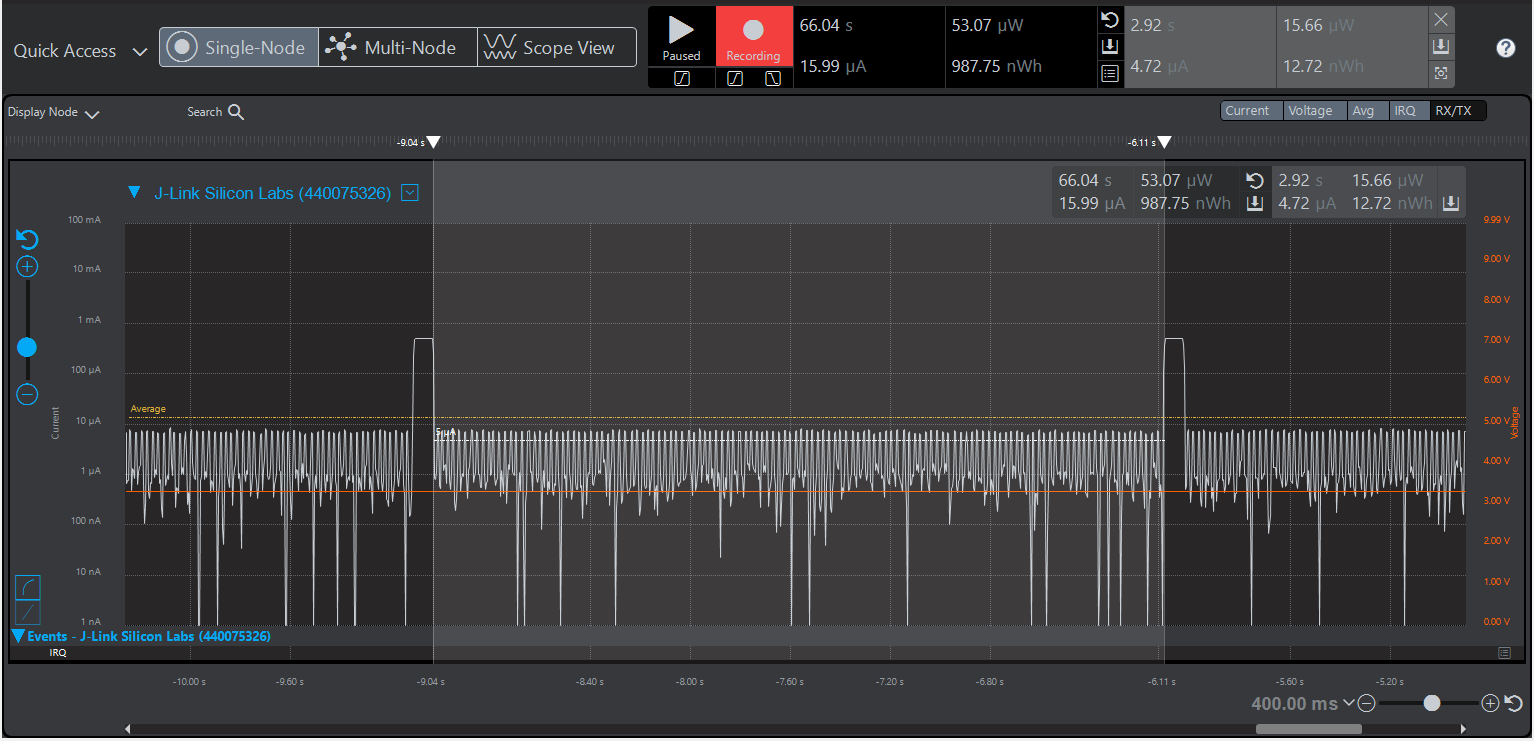 Quick Access
Single-Node
Multi-Node
Scope View
Paused
Recording
66.04 s
53.07 µW
15.99 µA
987.75 nWh
2.92 s
15.66 µW
4.72 µA
12.72 nWh
?
Display Node
Search
Current
Voltage
Avg
IRQ
RX/TX
-9.04 s
-6.11 s
J-Link Silicon Labs (440075326)
66.04 s 53.07 µW
15.99 µA 987.75 nWh
2.92 s 15.66 µW
4.72 µA 12.72 nWh
100 mA
10 mA
1 mA
100 µA
10 µA
1 µA
100 nA
10 nA
1 nA
Current
Average
5 µA
9.99 V
9.00 V
8.00 V
7.00 V
6.00 V
5.00 V
4.00 V
3.00 V
2.00 V
1.00 V
0.00 V
Voltage
Events - J-Link Silicon Labs (440075326)
IRQ
-10.00 s -9.60 s -9.04 s -8.40 s -8.00 s -7.60 s -7.20 s -6.80 s -6.11 s -5.60 s -5.20 s
400.00 ms